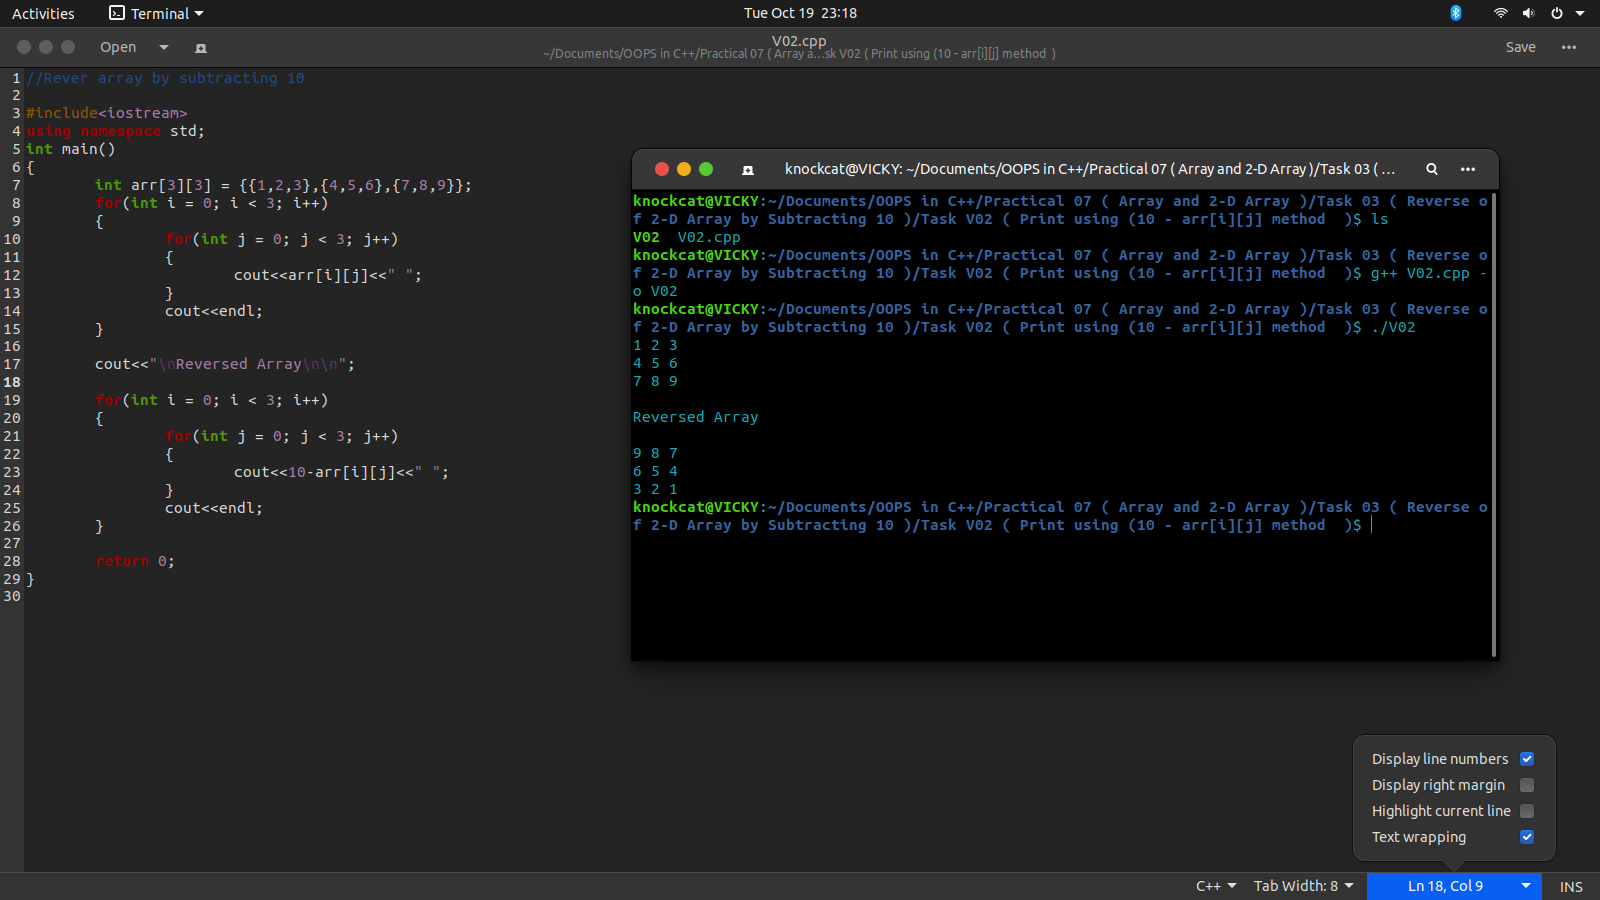 Activities Terminal Tue Oct 19 23:18
Open V02.cpp Save
~/Documents/OOPS in C++/Practical 07 ( Array a...sk V02 ( Print using (10 - arr[i][j] method )
1 //Rever array by subtracting 10
2
3 #include<iostream>
4 using namespace std;
5 int main()
6 {
7 int arr[3][3] = {{1,2,3},{4,5,6},{7,8,9}};
8 for(int i = 0; i < 3; i++)
9 {
10 for(int j = 0; j < 3; j++)
11 {
12 cout<<arr[i][j]<<" ";
13 }
14 cout<<endl;
15 }
16
17 cout<<"\nReversed Array\n\n";
18
19 for(int i = 0; i < 3; i++)
20 {
21 for(int j = 0; j < 3; j++)
22 {
23 cout<<10-arr[i][j]<<" ";
24 }
25 cout<<endl;
26 }
27
28 return 0;
29 }
30
knockcat@VICKY: ~/Documents/OOPS in C++/Practical 07 ( Array and 2-D Array )/Task 03 ( ...
knockcat@VICKY:~/Documents/OOPS in C++/Practical 07 ( Array and 2-D Array )/Task 03 ( Reverse o
f 2-D Array by Subtracting 10 )/Task V02 ( Print using (10 - arr[i][j] method  )$ ls
V02  V02.cpp
knockcat@VICKY:~/Documents/OOPS in C++/Practical 07 ( Array and 2-D Array )/Task 03 ( Reverse o
f 2-D Array by Subtracting 10 )/Task V02 ( Print using (10 - arr[i][j] method  )$ g++ V02.cpp -
o V02
knockcat@VICKY:~/Documents/OOPS in C++/Practical 07 ( Array and 2-D Array )/Task 03 ( Reverse o
f 2-D Array by Subtracting 10 )/Task V02 ( Print using (10 - arr[i][j] method  )$ ./V02
1 2 3
4 5 6
7 8 9
Reversed Array
9 8 7
6 5 4
3 2 1
knockcat@VICKY:~/Documents/OOPS in C++/Practical 07 ( Array and 2-D Array )/Task 03 ( Reverse o
f 2-D Array by Subtracting 10 )/Task V02 ( Print using (10 - arr[i][j] method  )$
Display line numbers
Display right margin
Highlight current line
Text wrapping
C++ Tab Width: 8 Ln 18, Col 9 INS